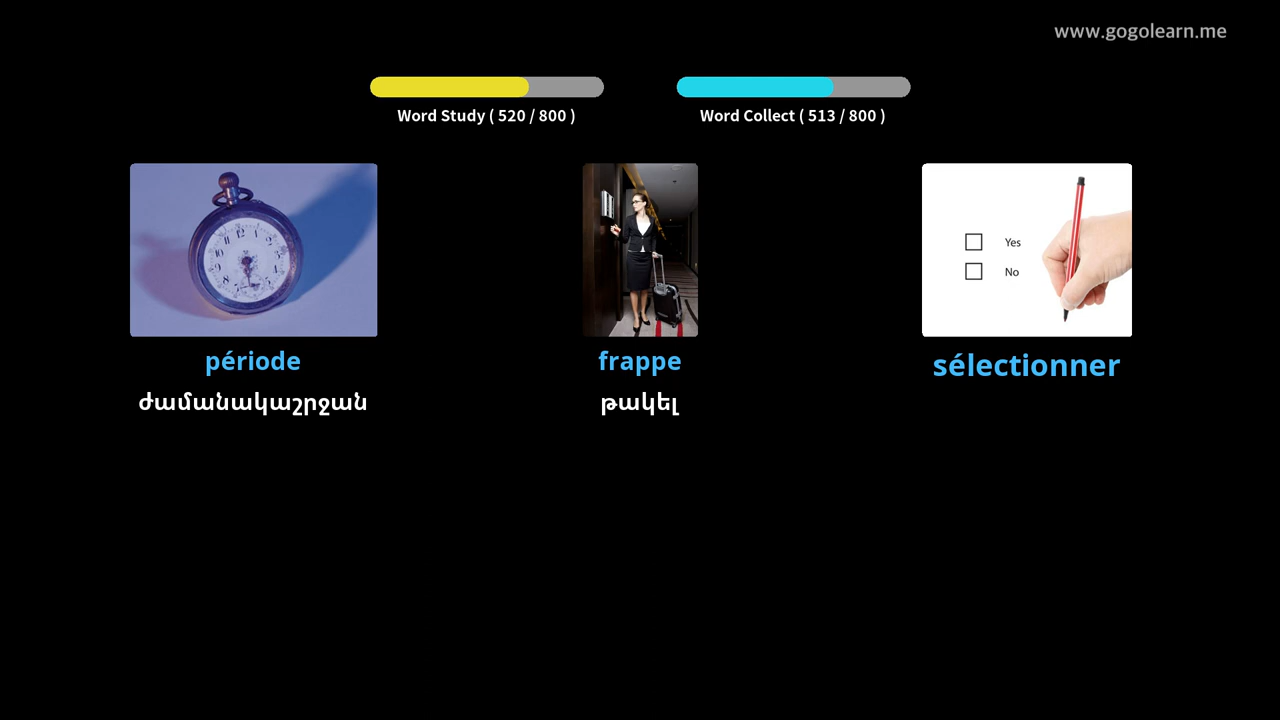 www.gogolearn.me
Word Study ( 520 / 800 )
Word Collect ( 513 / 800 )
Yes
No
période
frappe
sélectionner
ժամանակաշրջան
թակել